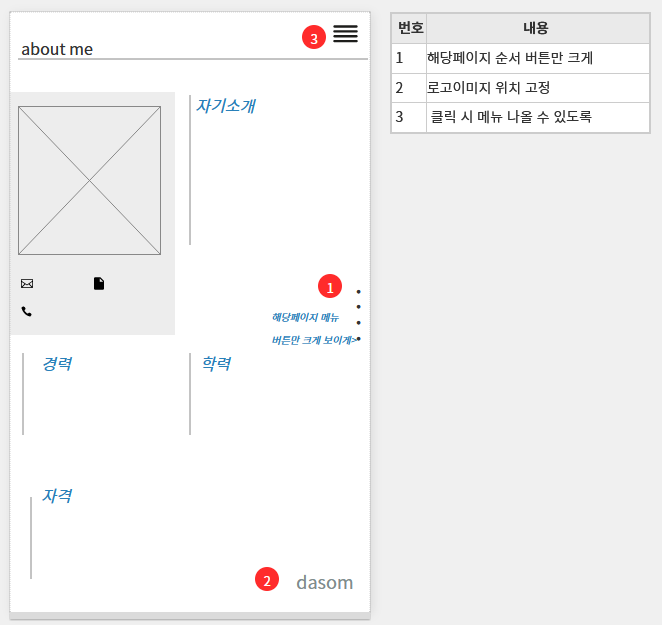 about me
3
자기소개
1
해당페이지 메뉴
버튼만 크게 보이게>
경력
학력
자격
2
dasom
번호 내용
1 해당페이지 순서 버튼만 크게
2 로고이미지 위치 고정
3 클릭 시 메뉴 나올 수 있도록